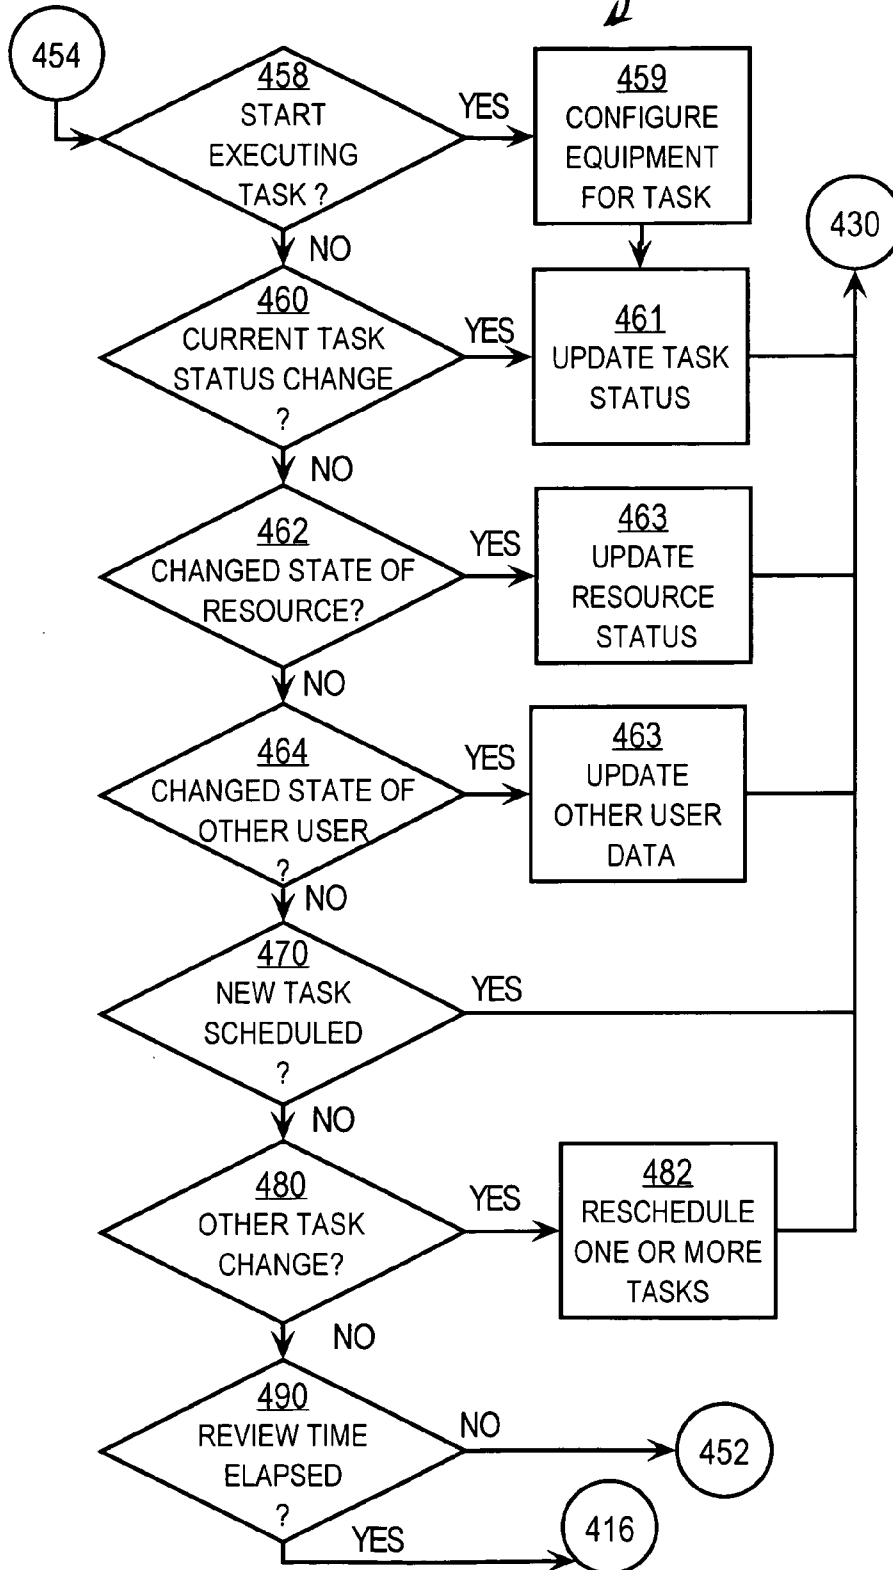 454
458
START
EXECUTING
TASK ?
YES
459
CONFIGURE
EQUIPMENT
FOR TASK
430
NO
460
CURRENT TASK
STATUS CHANGE
?
YES
461
UPDATE TASK
STATUS
NO
462
CHANGED STATE OF
RESOURCE?
YES
463
UPDATE
RESOURCE
STATUS
NO
464
CHANGED STATE OF
OTHER USER
?
YES
463
UPDATE
OTHER USER
DATA
NO
470
NEW TASK
SCHEDULED
?
YES
NO
480
OTHER TASK
CHANGE?
YES
482
RESCHEDULE
ONE OR MORE
TASKS
NO
490
REVIEW TIME
ELAPSED
?
NO
452
YES
416